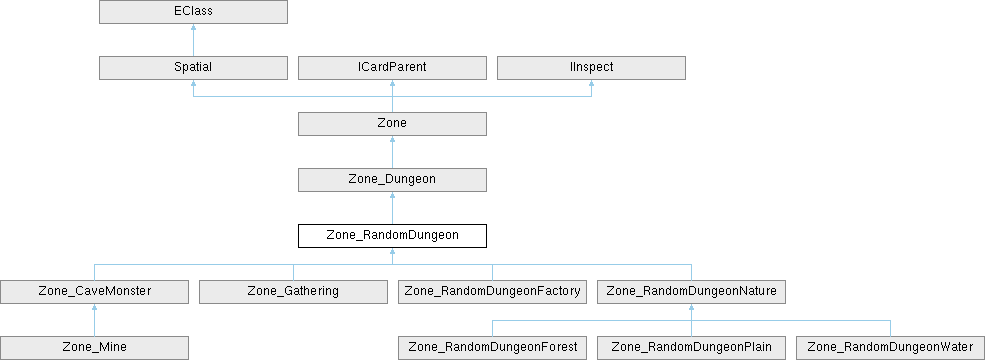 EClass
Spatial
ICardParent
IInspect
Zone
Zone_Dungeon
Zone_RandomDungeon
Zone_CaveMonster
Zone_Gathering
Zone_RandomDungeonFactory
Zone_RandomDungeonNature
Zone_Mine
Zone_RandomDungeonForest
Zone_RandomDungeonPlain
Zone_RandomDungeonWater